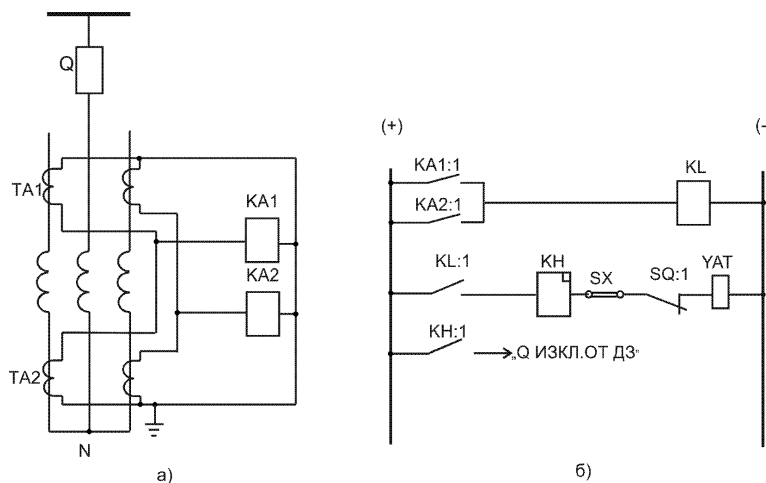 Q
TA1
KA1
KA2
TA2
N
а)
(+)
(-
KA1:1
KL
KA2:1
KL:1
KH
SX
SQ:1
YAT
KH:1
„Q ИЗКЛ.ОТ ДЗ"
б)